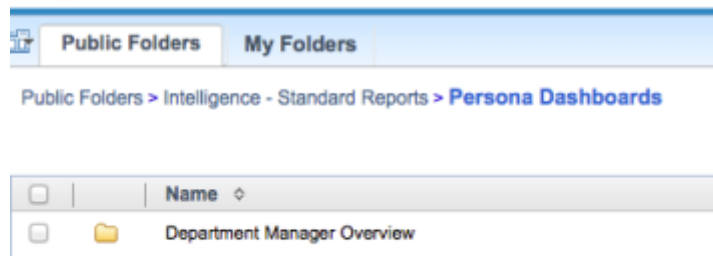 Public Folders My Folders
Public Folders > Intelligence - Standard Reports > Persona Dashboards
Name
Department Manager Overview